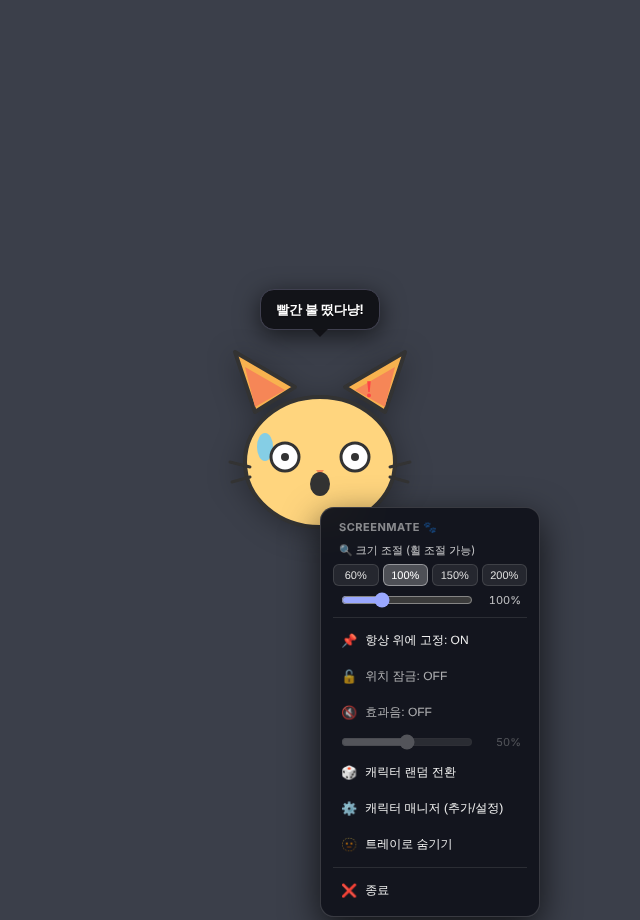 빨간 불 떴다냥!
SCREENMATE 🐾
🔍 크기 조절 (휠 조절 가능)
60% 100% 150% 200%
100%
📌 항상 위에 고정: ON
🔓 위치 잠금: OFF
🔇 효과음: OFF
50%
🎲 캐릭터 랜덤 전환
⚙️ 캐릭터 매니저 (추가/설정)
🫥 트레이로 숨기기
❌ 종료